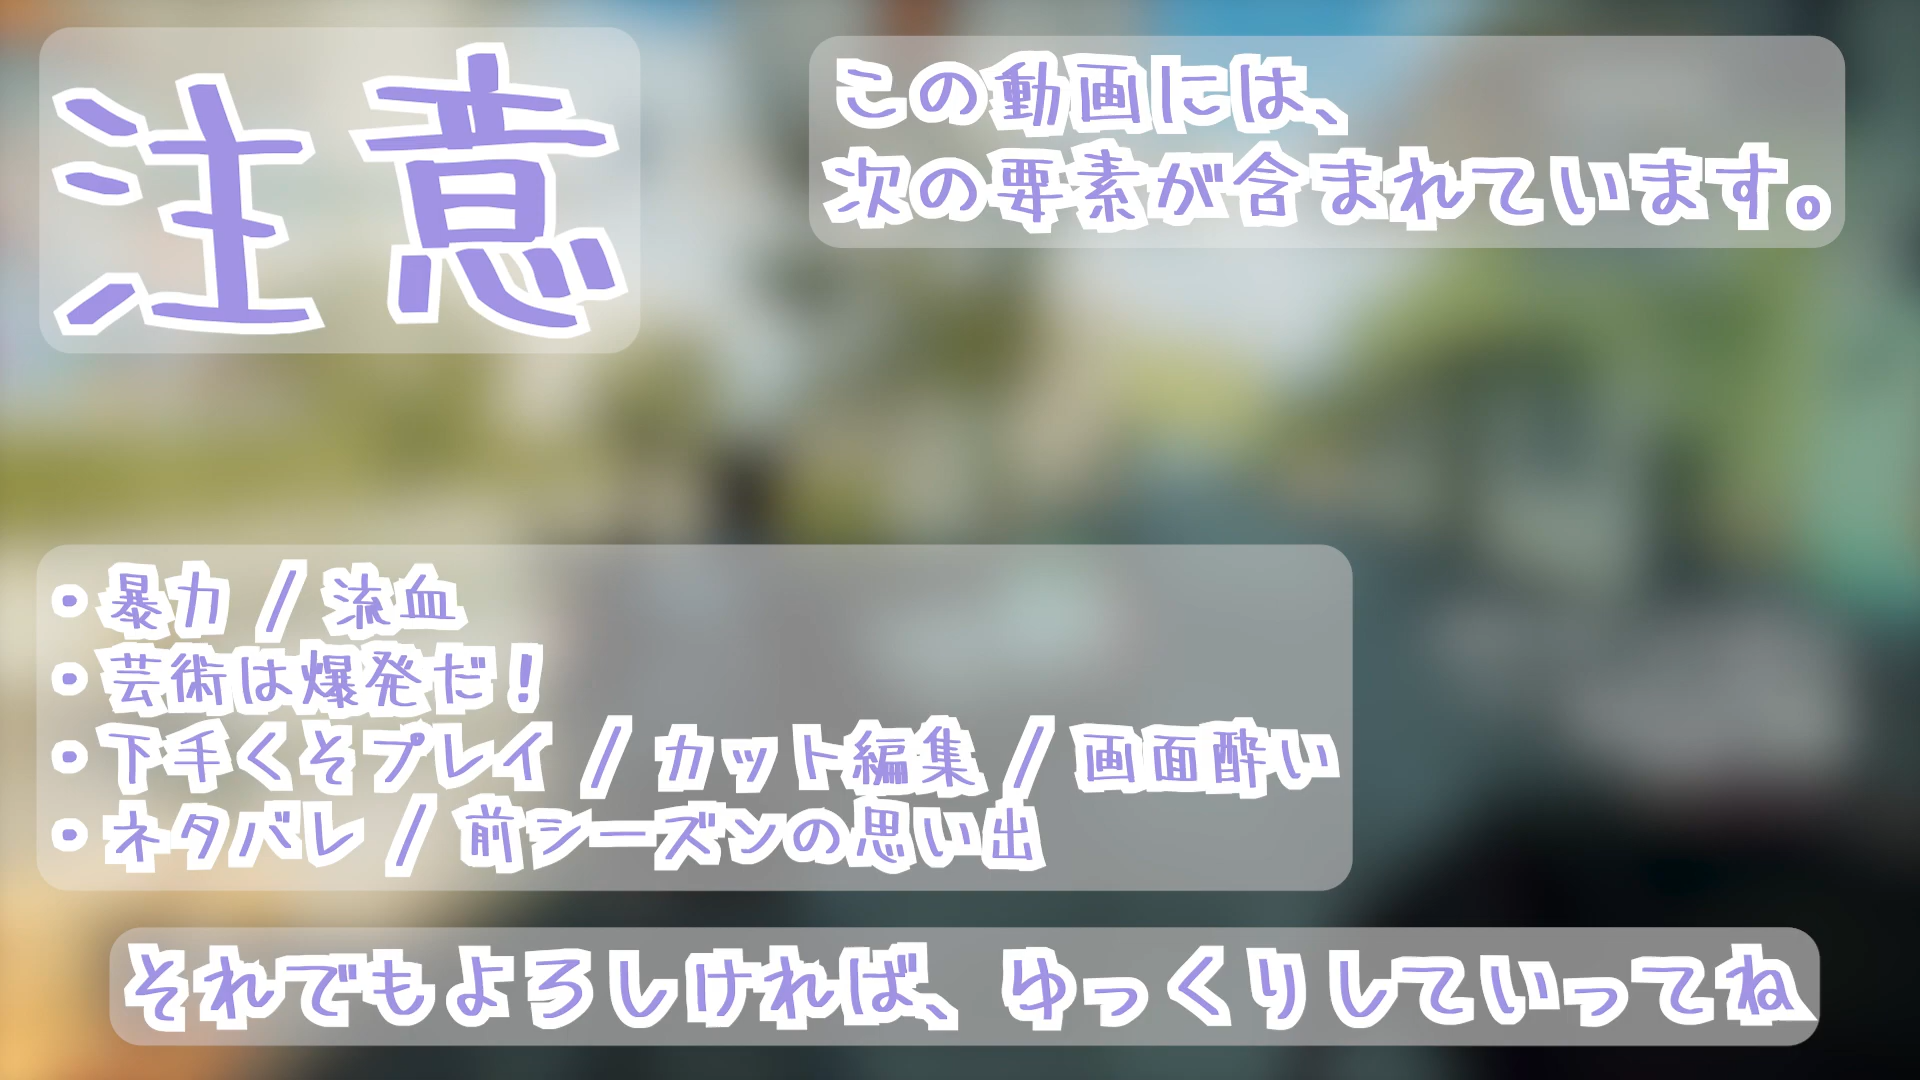 注意
この動画には、
次の要素が含まれています。
・暴力 / 流血
・芸術は爆発だ！
・下手くそプレイ / カット編集 / 画面酔い
・ネタバレ / 前シーズンの思い出
それでもよろしければ、ゆっくりしていってね